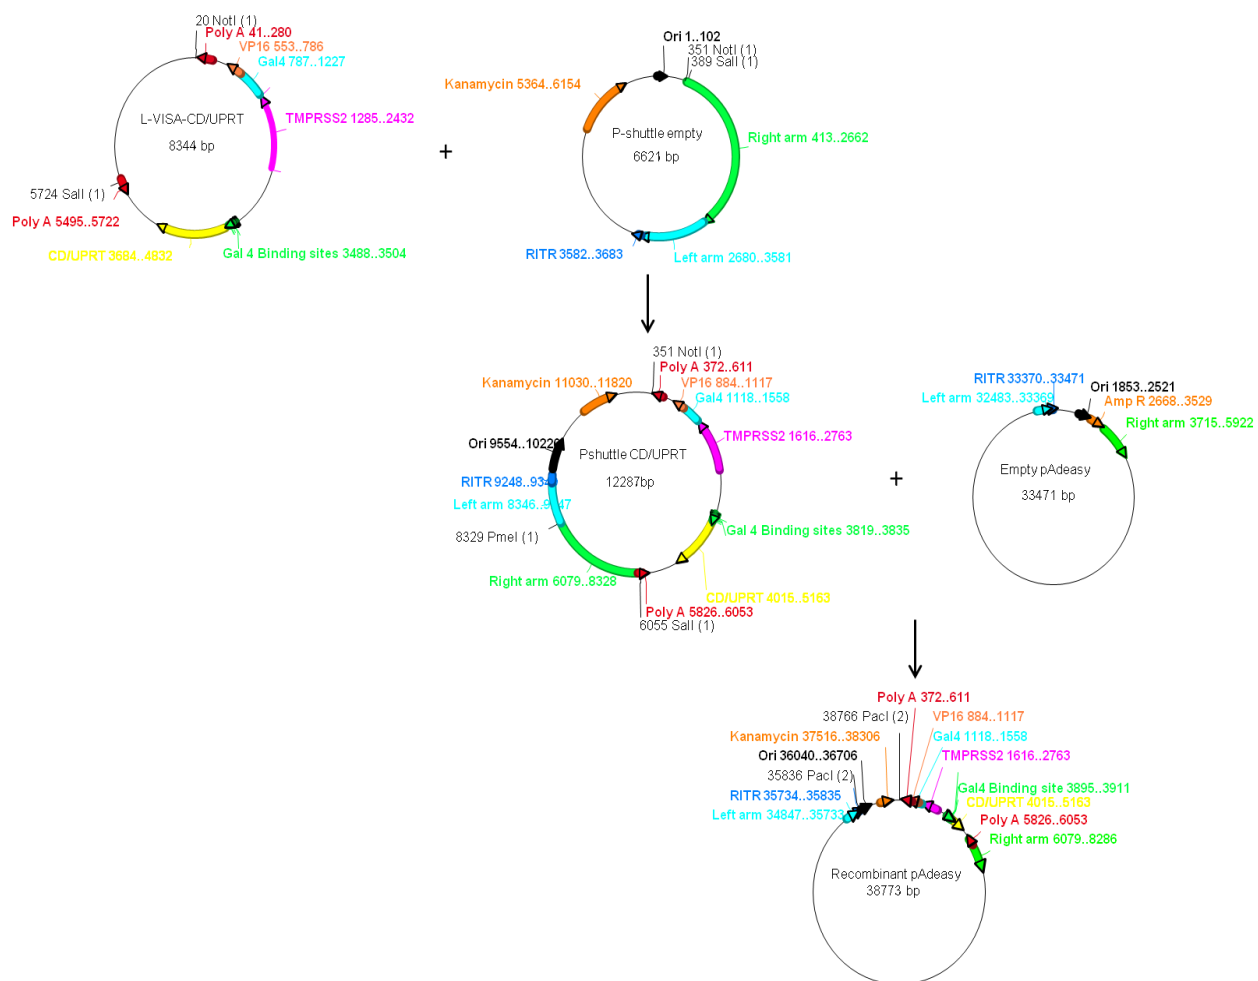 20 NotI (1)
Poly A 41..280
VP16 553..786
Gal4 787..1227
L-VISA-CD/UPRT
8344 bp
TMPRSS2 1285..2432
5724 SalI (1)
Poly A 5495..5722
CD/UPRT 3684..4832
Gal 4 Binding sites 3488..3504
+
Ori 1..102
351 NotI (1)
389 SalI (1)
Kanamycin 5364..6154
P-shuttle empty
6621 bp
Right arm 413..2662
RITR 3582..3683
Left arm 2680..3581
351 NotI (1)
Poly A 372..611
Kanamycin 11030..11820
VP16 884..1117
Gal4 1118..1558
TMPRSS2 1616..2763
Ori 9554..10220
Pshuttle CD/UPRT
12287bp
RITR 9248..934
Left arm 8346..9247
8329 PmeI (1)
Gal 4 Binding sites 3819..3835
Right arm 6079..8328
CD/UPRT 4015..5163
Poly A 5826..6053
6055 SalI (1)
+
RITR 33370..33471
Ori 1853..2521
Left arm 32483..33369
Amp R 2668..3529
Right arm 3715..5922
Empty pAdeasy
33471 bp
Poly A 372..611
38766 PacI (2)
VP16 884..1117
Kanamycin 37516..38306
Gal4 1118..1558
Ori 36040..36706
TMPRSS2 1616..2763
35836 PacI (2)
Gal4 Binding site 3895..3911
RITR 35734..35835
CD/UPRT 4015..5163
Left arm 34847..35733
Poly A 5826..6053
Right arm 6079..8286
Recombinant pAdeasy
38773 bp